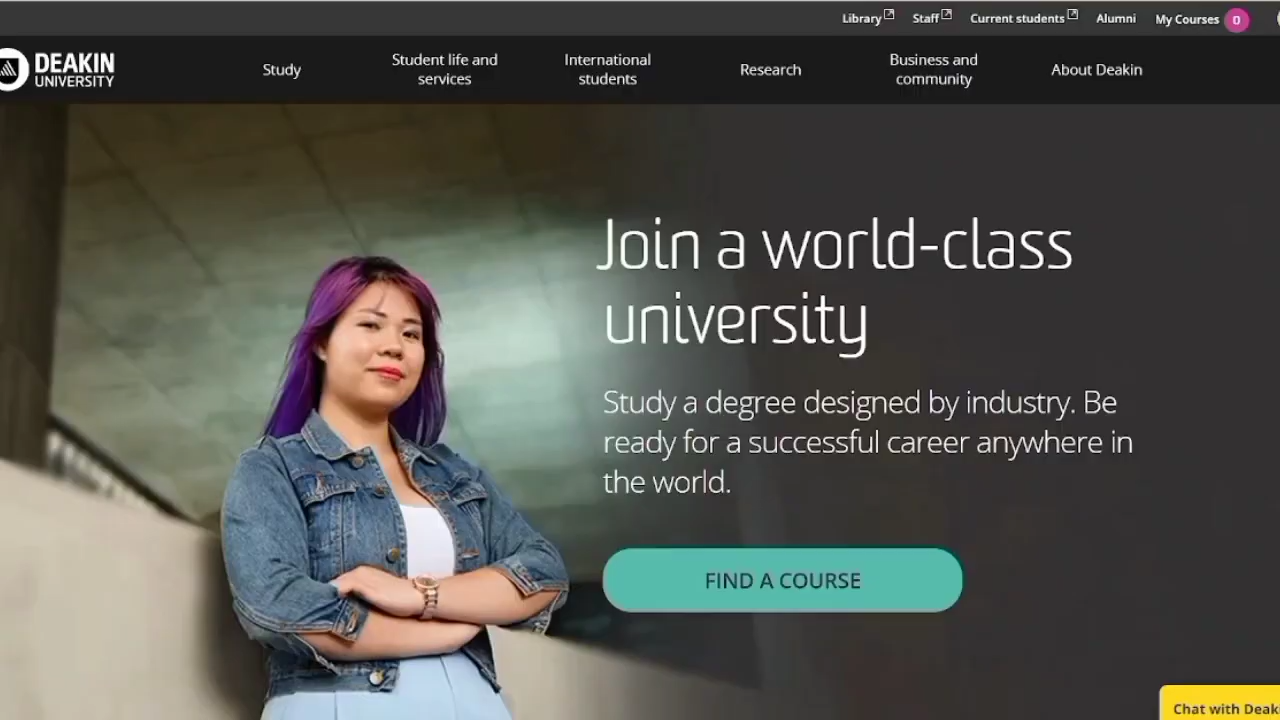 Library Staff Current students Alumni My Courses 0
DEAKIN
UNIVERSITY
Study
Student life and
services
International
students
Research
Business and
community
About Deakin
Join a world-class
university
Study a degree designed by industry. Be
ready for a successful career anywhere in
the world.
FIND A COURSE
Chat with Deak